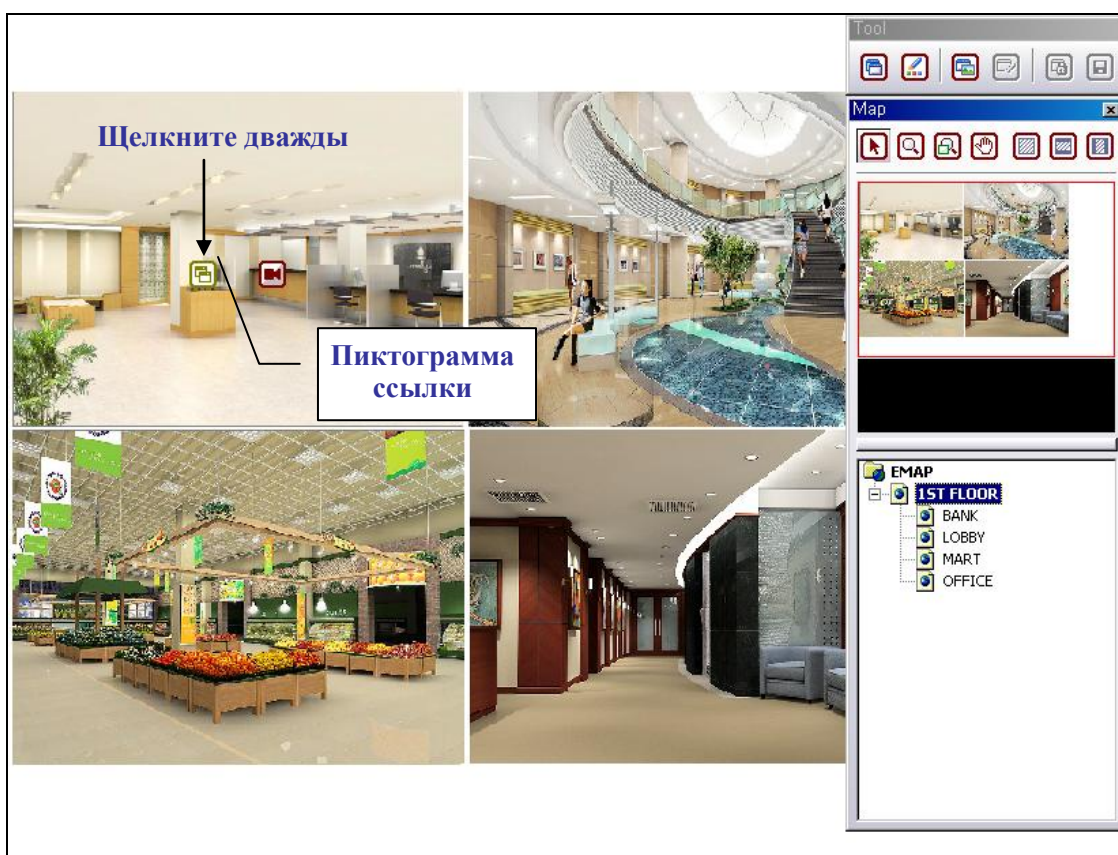 Tool
Map
Щелкните дважды
Пиктограмма
ссылки
EMAP
1ST FLOOR
BANK
LOBBY
MART
OFFICE